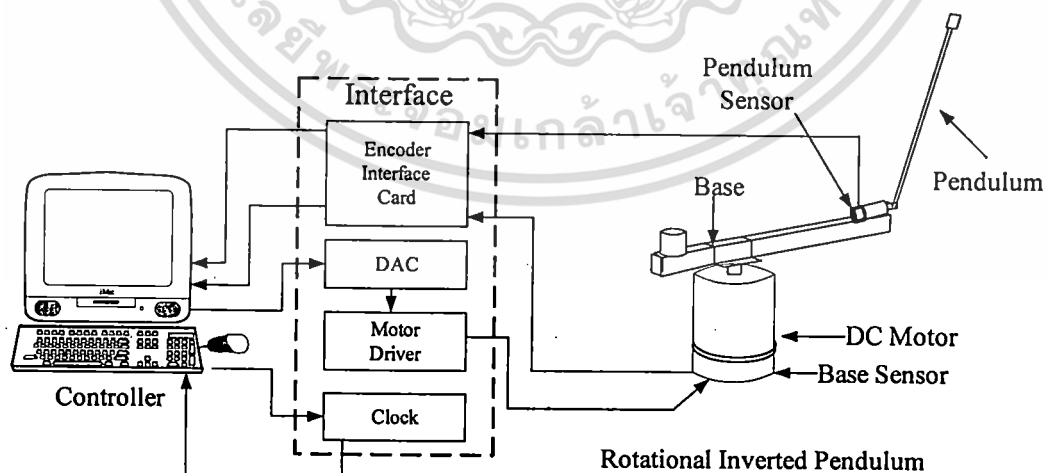 Interface
Encoder
Interface
Card
DAC
Motor
Driver
Clock
Controller
Pendulum
Sensor
Base
Pendulum
DC Motor
Base Sensor
Rotational Inverted Pendulum